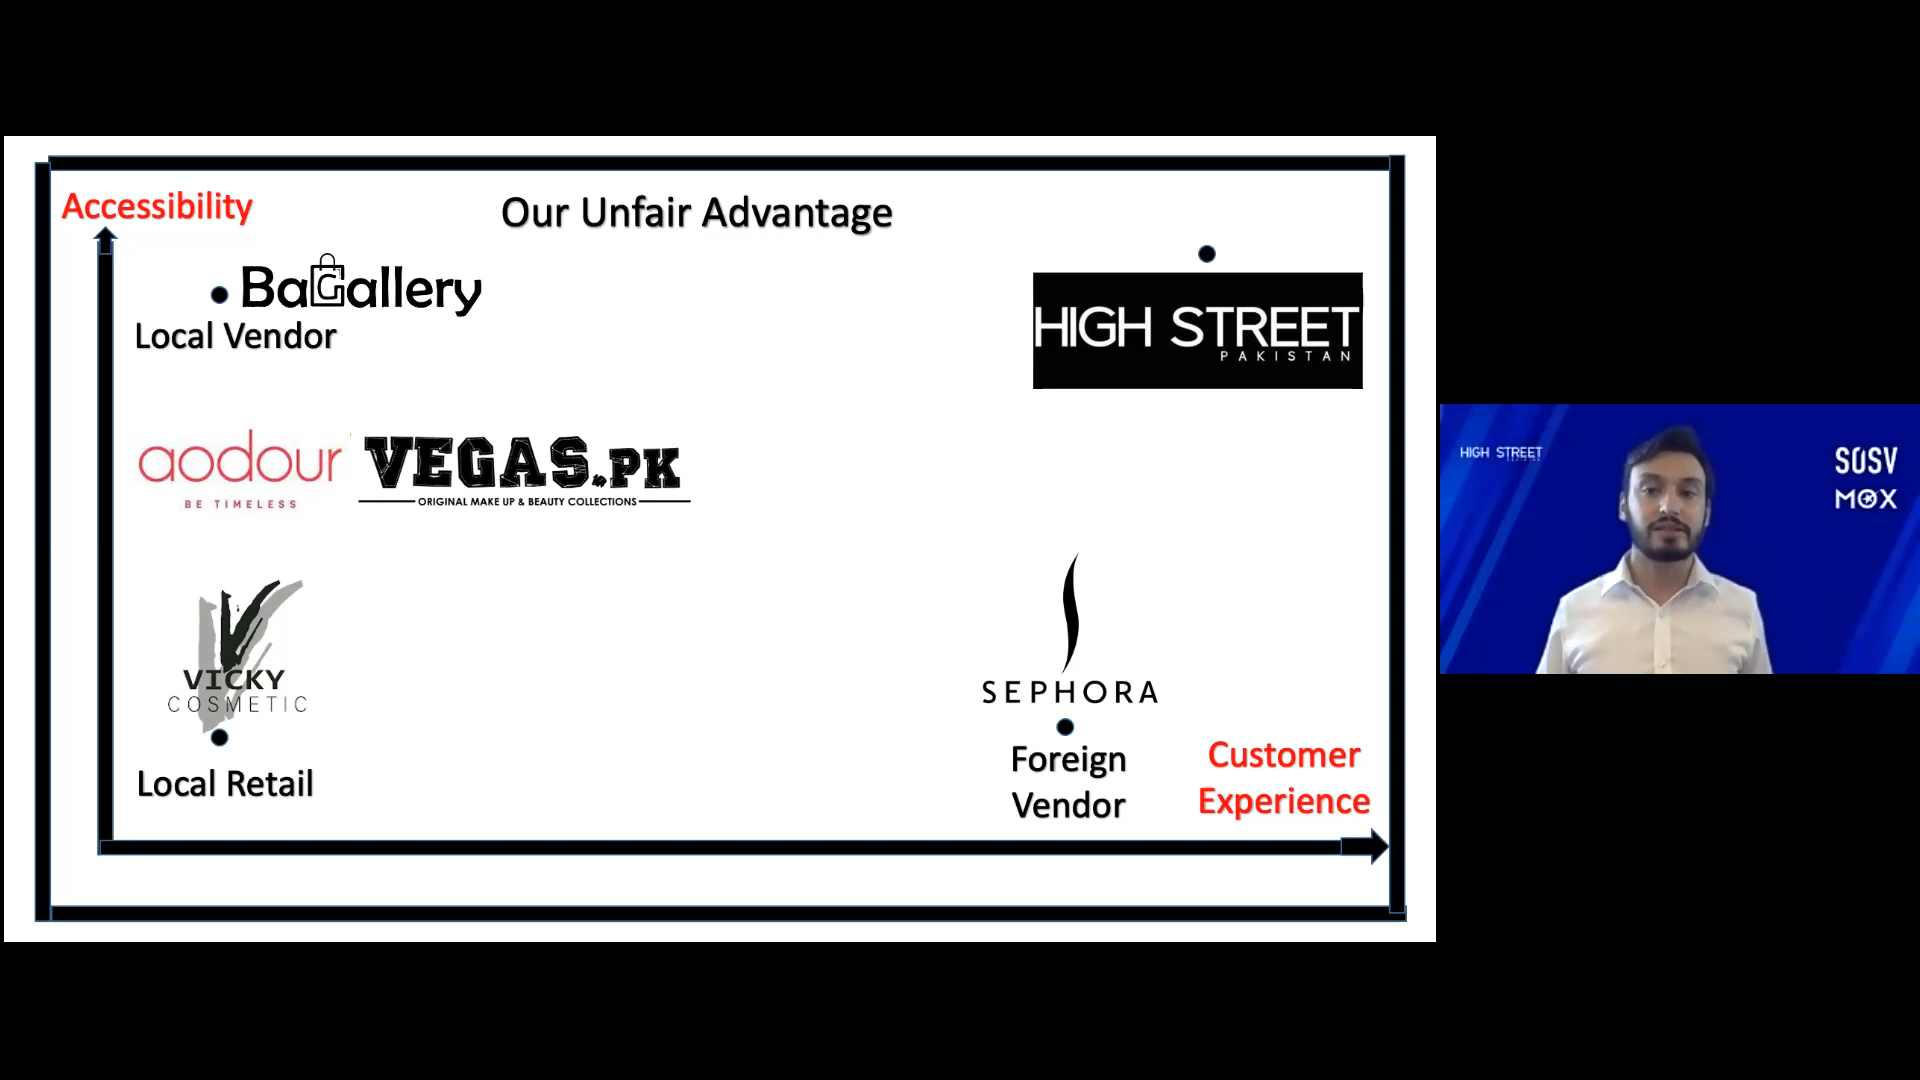 Accessibility
Our Unfair Advantage
BaGallery
Local Vendor
HIGH STREET
PAKISTAN
aodour
BE TIMELESS
VEGAS.PK
ORIGINAL MAKE UP & BEAUTY COLLECTIONS
VICKY
COSMETIC
Local Retail
SEPHORA
Foreign
Vendor
Customer
Experience
HIGH STREET
SOSV
MOX